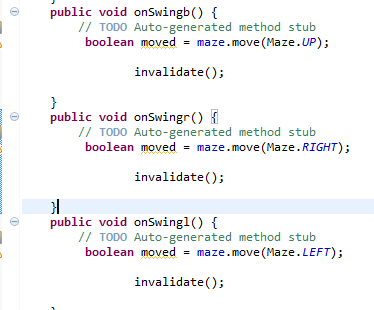 public void onSwingb() {
// TODO Auto-generated method stub
boolean moved = maze.move(Maze.UP);
invalidate();
}
public void onSwingr() {
// TODO Auto-generated method stub
boolean moved = maze.move(Maze.RIGHT);
invalidate();
}
public void onSwingl() {
// TODO Auto-generated method stub
boolean moved = maze.move(Maze.LEFT);
invalidate();